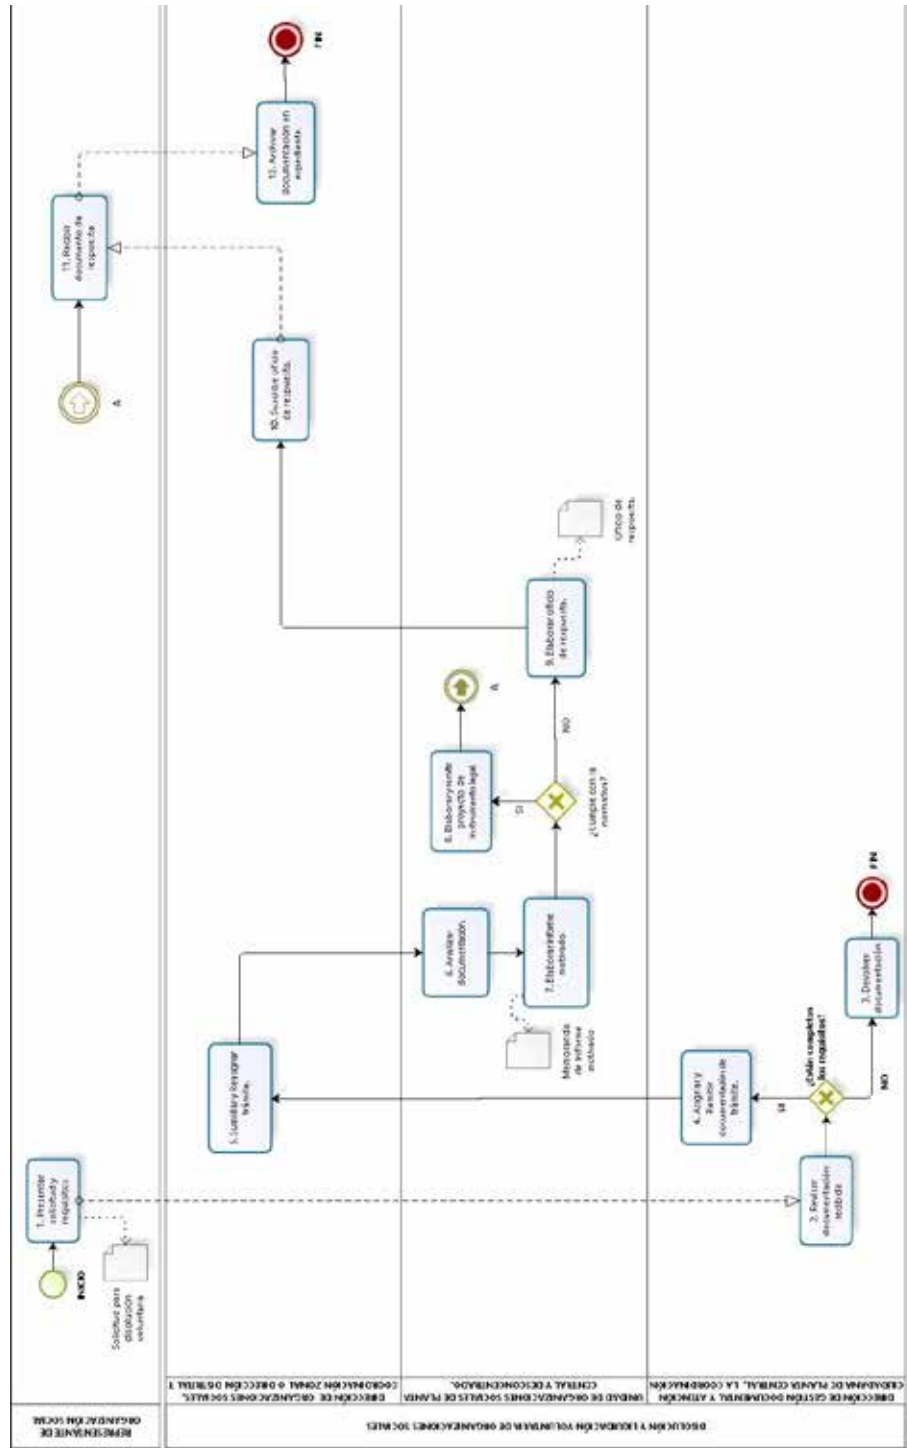 REPRESENTANTE DE
ORGANIZACIÓN SOCIAL
INICIO
1. Presentar
solicitud y
requisitos
Solicitud para
disolución
voluntaria
A
11. Recibir
documento de
respuesta
DISOLUCIÓN Y LIQUIDACIÓN VOLUNTARIA DE ORGANIZACIONES SOCIALES
DIRECCIÓN DE ORGANIZACIONES SOCIALES,
COORDINACIÓN ZONAL O DIRECCIÓN DISTRITAL T
5. Sumillar y Reasignar
trámite.
10. Suscribir oficio
de respuesta.
12. Archivar
documentación en
expediente.
FIN
UNIDAD DE ORGANIZACIONES SOCIALES DE PLANTA
CENTRAL Y DESCONCENTRADO.
6. Analizar
documentación.
7. Elaborar informe
motivado.
Memoranda
de informe
motivado
8. Elaborar y remitir
proyecto de
instrumento legal.
A
SI
¿Cumple con la
normativa?
NO
9. Elaborar oficio
de respuesta.
Oficio de
respuesta.
DIRECCIÓN DE GESTIÓN DOCUMENTAL Y ATENCIÓN
CIUDADANA DE PLANTA CENTRAL, LA COORDINACIÓN
2. Revisar
documentación
recibida
¿Están completos
los requisitos?
SI
4. Asignar y
Remitir
documentación de
trámite.
NO
3. Devolver
documentación
FIN